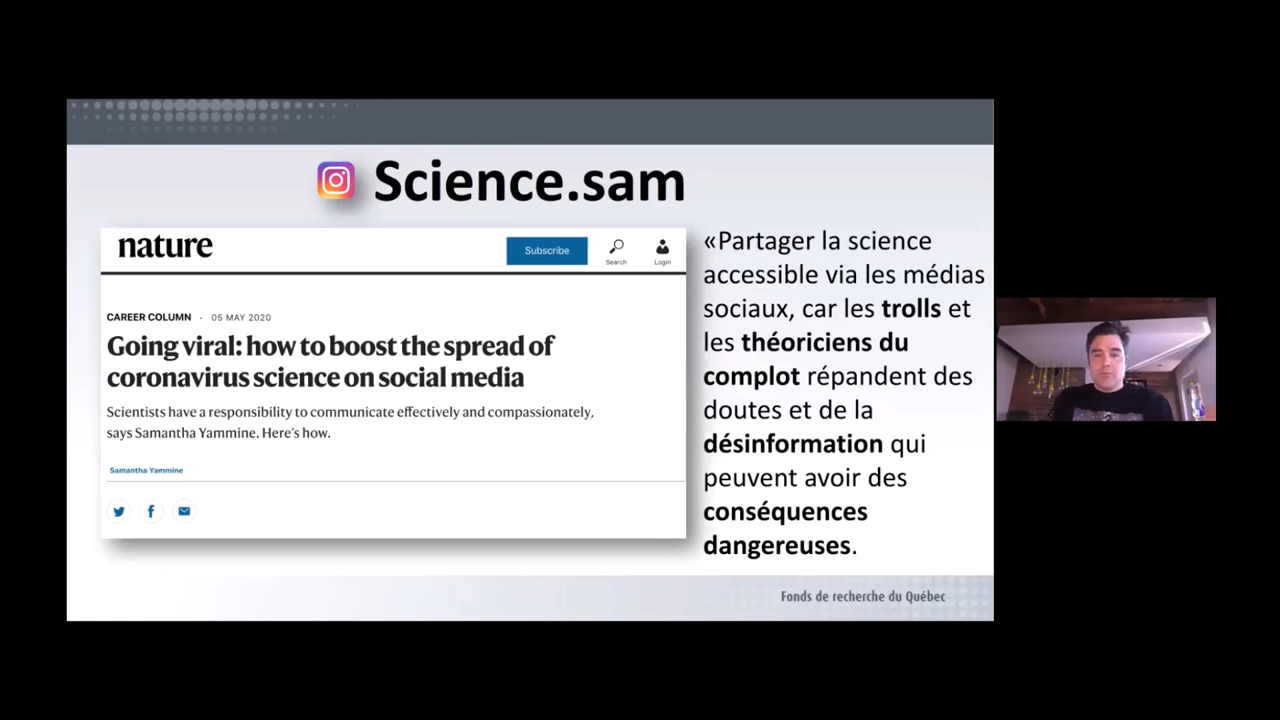 Science.sam
nature
Subscribe
Search
Login
CAREER COLUMN · 05 MAY 2020
Going viral: how to boost the spread of
coronavirus science on social media
Scientists have a responsibility to communicate effectively and compassionately,
says Samantha Yammine. Here's how.
Samantha Yammine
«Partager la science
accessible via les médias
sociaux, car les trolls et
les théoriciens du
complot répandent des
doutes et de la
désinformation qui
peuvent avoir des
conséquences
dangereuses.
Fonds de recherche du Québec